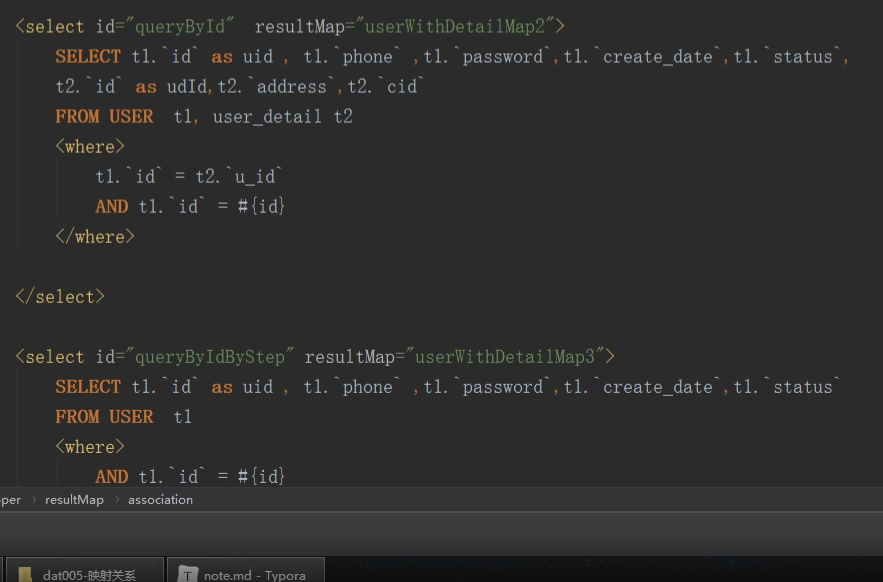 <select id="queryById"  resultMap="userWithDetailMap2">
SELECT t1.`id` as uid , t1.`phone` ,t1.`password`,t1.`create_date`,t1.`status`,
t2.`id` as udId,t2.`address`,t2.`cid`
FROM USER  t1, user_detail t2
<where>
t1.`id` = t2.`u_id`
AND t1.`id` = #{id}
</where>
</select>
<select id="queryByIdByStep" resultMap="userWithDetailMap3">
SELECT t1.`id` as uid , t1.`phone` ,t1.`password`,t1.`create_date`,t1.`status`
FROM USER  t1
<where>
AND t1.`id` = #{id}
per › resultMap › association
dat005-映射关系 note.md - Typora